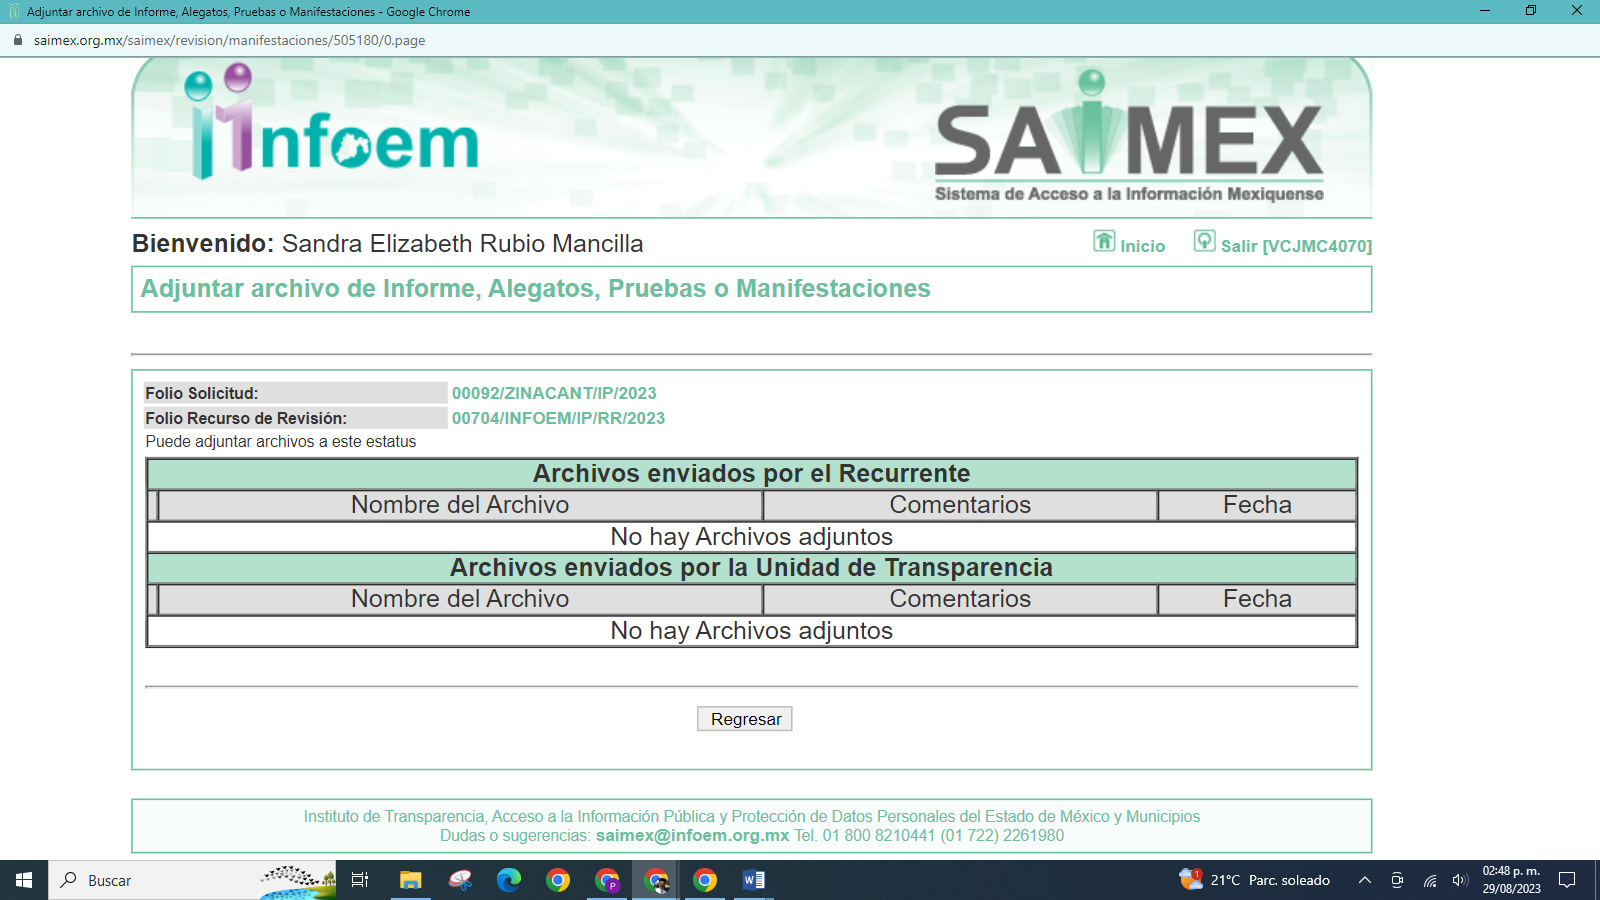 Adjuntar archivo de Informe, Alegatos, Pruebas o Manifestaciones - Google Chrome
saimex.org.mx/saimex/revision/manifestaciones/505180/0.page
infoem
SAIMEX
Sistema de Acceso a la Información Mexiquense
Bienvenido: Sandra Elizabeth Rubio Mancilla
Inicio Salir [VCJMC4070]
Adjuntar archivo de Informe, Alegatos, Pruebas o Manifestaciones
Folio Solicitud: 00092/ZINACANT/IP/2023
Folio Recurso de Revisión: 00704/INFOEM/IP/RR/2023
Puede adjuntar archivos a este estatus
Archivos enviados por el Recurrente
Nombre del Archivo Comentarios Fecha
No hay Archivos adjuntos
Archivos enviados por la Unidad de Transparencia
Nombre del Archivo Comentarios Fecha
No hay Archivos adjuntos
Regresar
Instituto de Transparencia, Acceso a la Información Pública y Protección de Datos Personales del Estado de México y Municipios
Dudas o sugerencias: saimex@infoem.org.mx Tel. 01 800 8210441 (01 722) 2261980
Buscar
P
W
1
21°C Parc. soleado
02:48 p. m.
29/08/2023